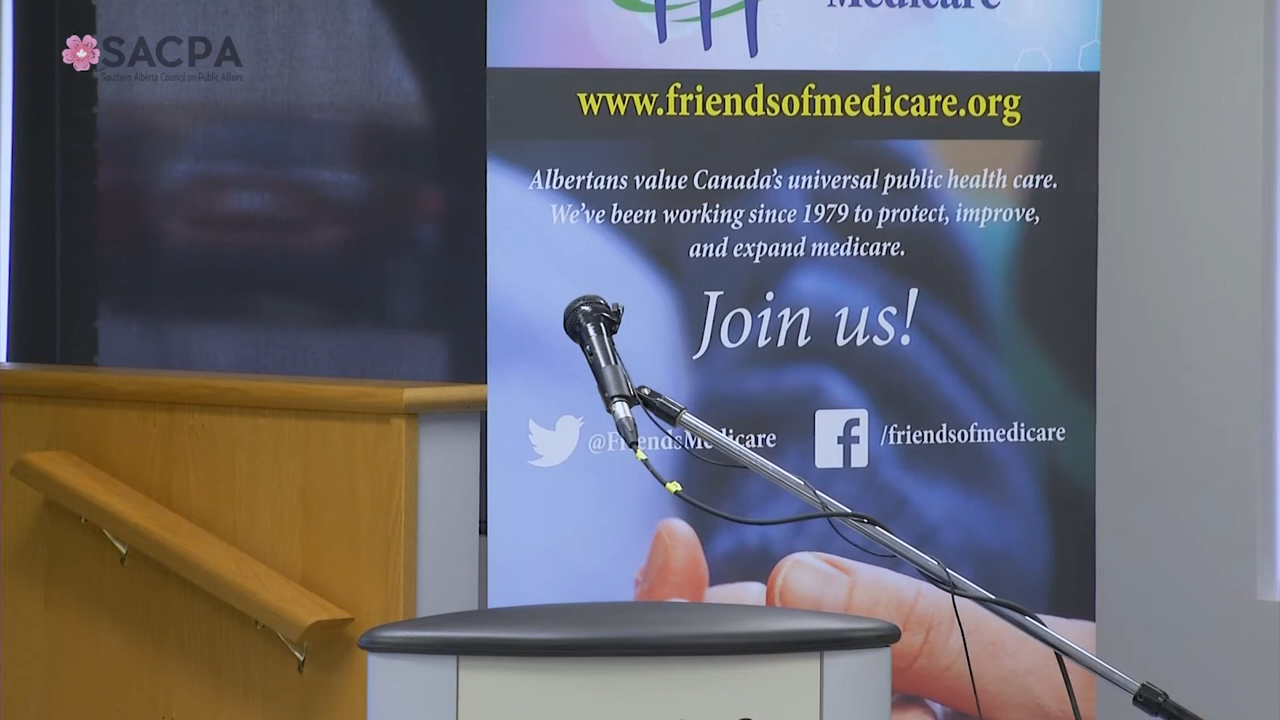 SACPA
Southern Alberta Council on Public Affairs
Medicare
www.friendsofmedicare.org
Albertans value Canada's universal public health care.
We've been working since 1979 to protect, improve,
and expand medicare.
Join us!
@FriendsMedicare
/friendsofmedicare